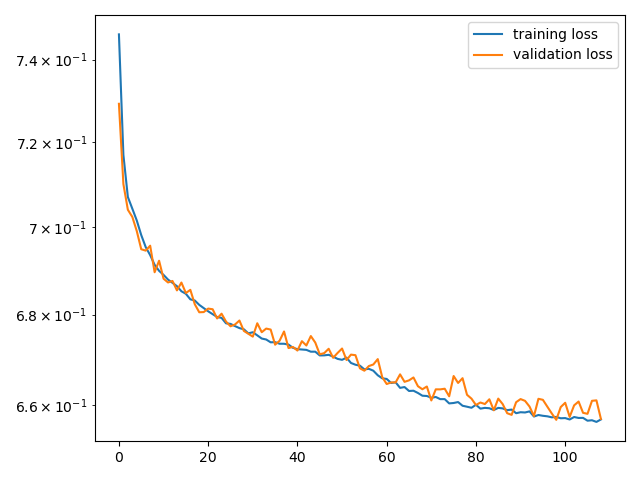 training loss
validation loss
7.4 × 10⁻¹
7.2 × 10⁻¹
7 × 10⁻¹
6.8 × 10⁻¹
6.6 × 10⁻¹
0 20 40 60 80 100